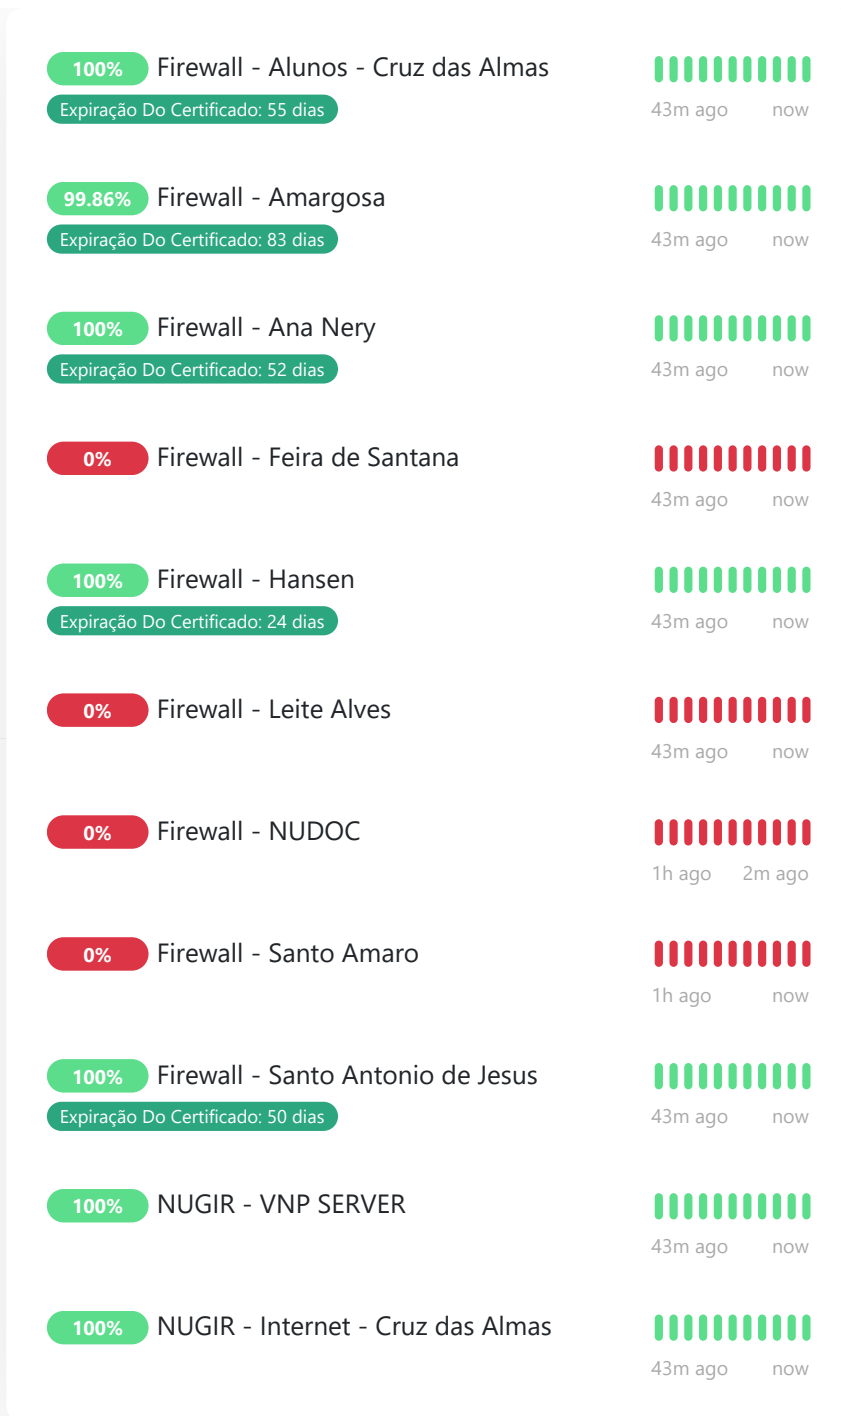 100% Firewall - Alunos - Cruz das Almas
Expiração Do Certificado: 55 dias
43m ago now
99.86% Firewall - Amargosa
Expiração Do Certificado: 83 dias
43m ago now
100% Firewall - Ana Nery
Expiração Do Certificado: 52 dias
43m ago now
0% Firewall - Feira de Santana
43m ago now
100% Firewall - Hansen
Expiração Do Certificado: 24 dias
43m ago now
0% Firewall - Leite Alves
43m ago now
0% Firewall - NUDOC
1h ago 2m ago
0% Firewall - Santo Amaro
1h ago now
100% Firewall - Santo Antonio de Jesus
Expiração Do Certificado: 50 dias
43m ago now
100% NUGIR - VNP SERVER
43m ago now
100% NUGIR - Internet - Cruz das Almas
43m ago now